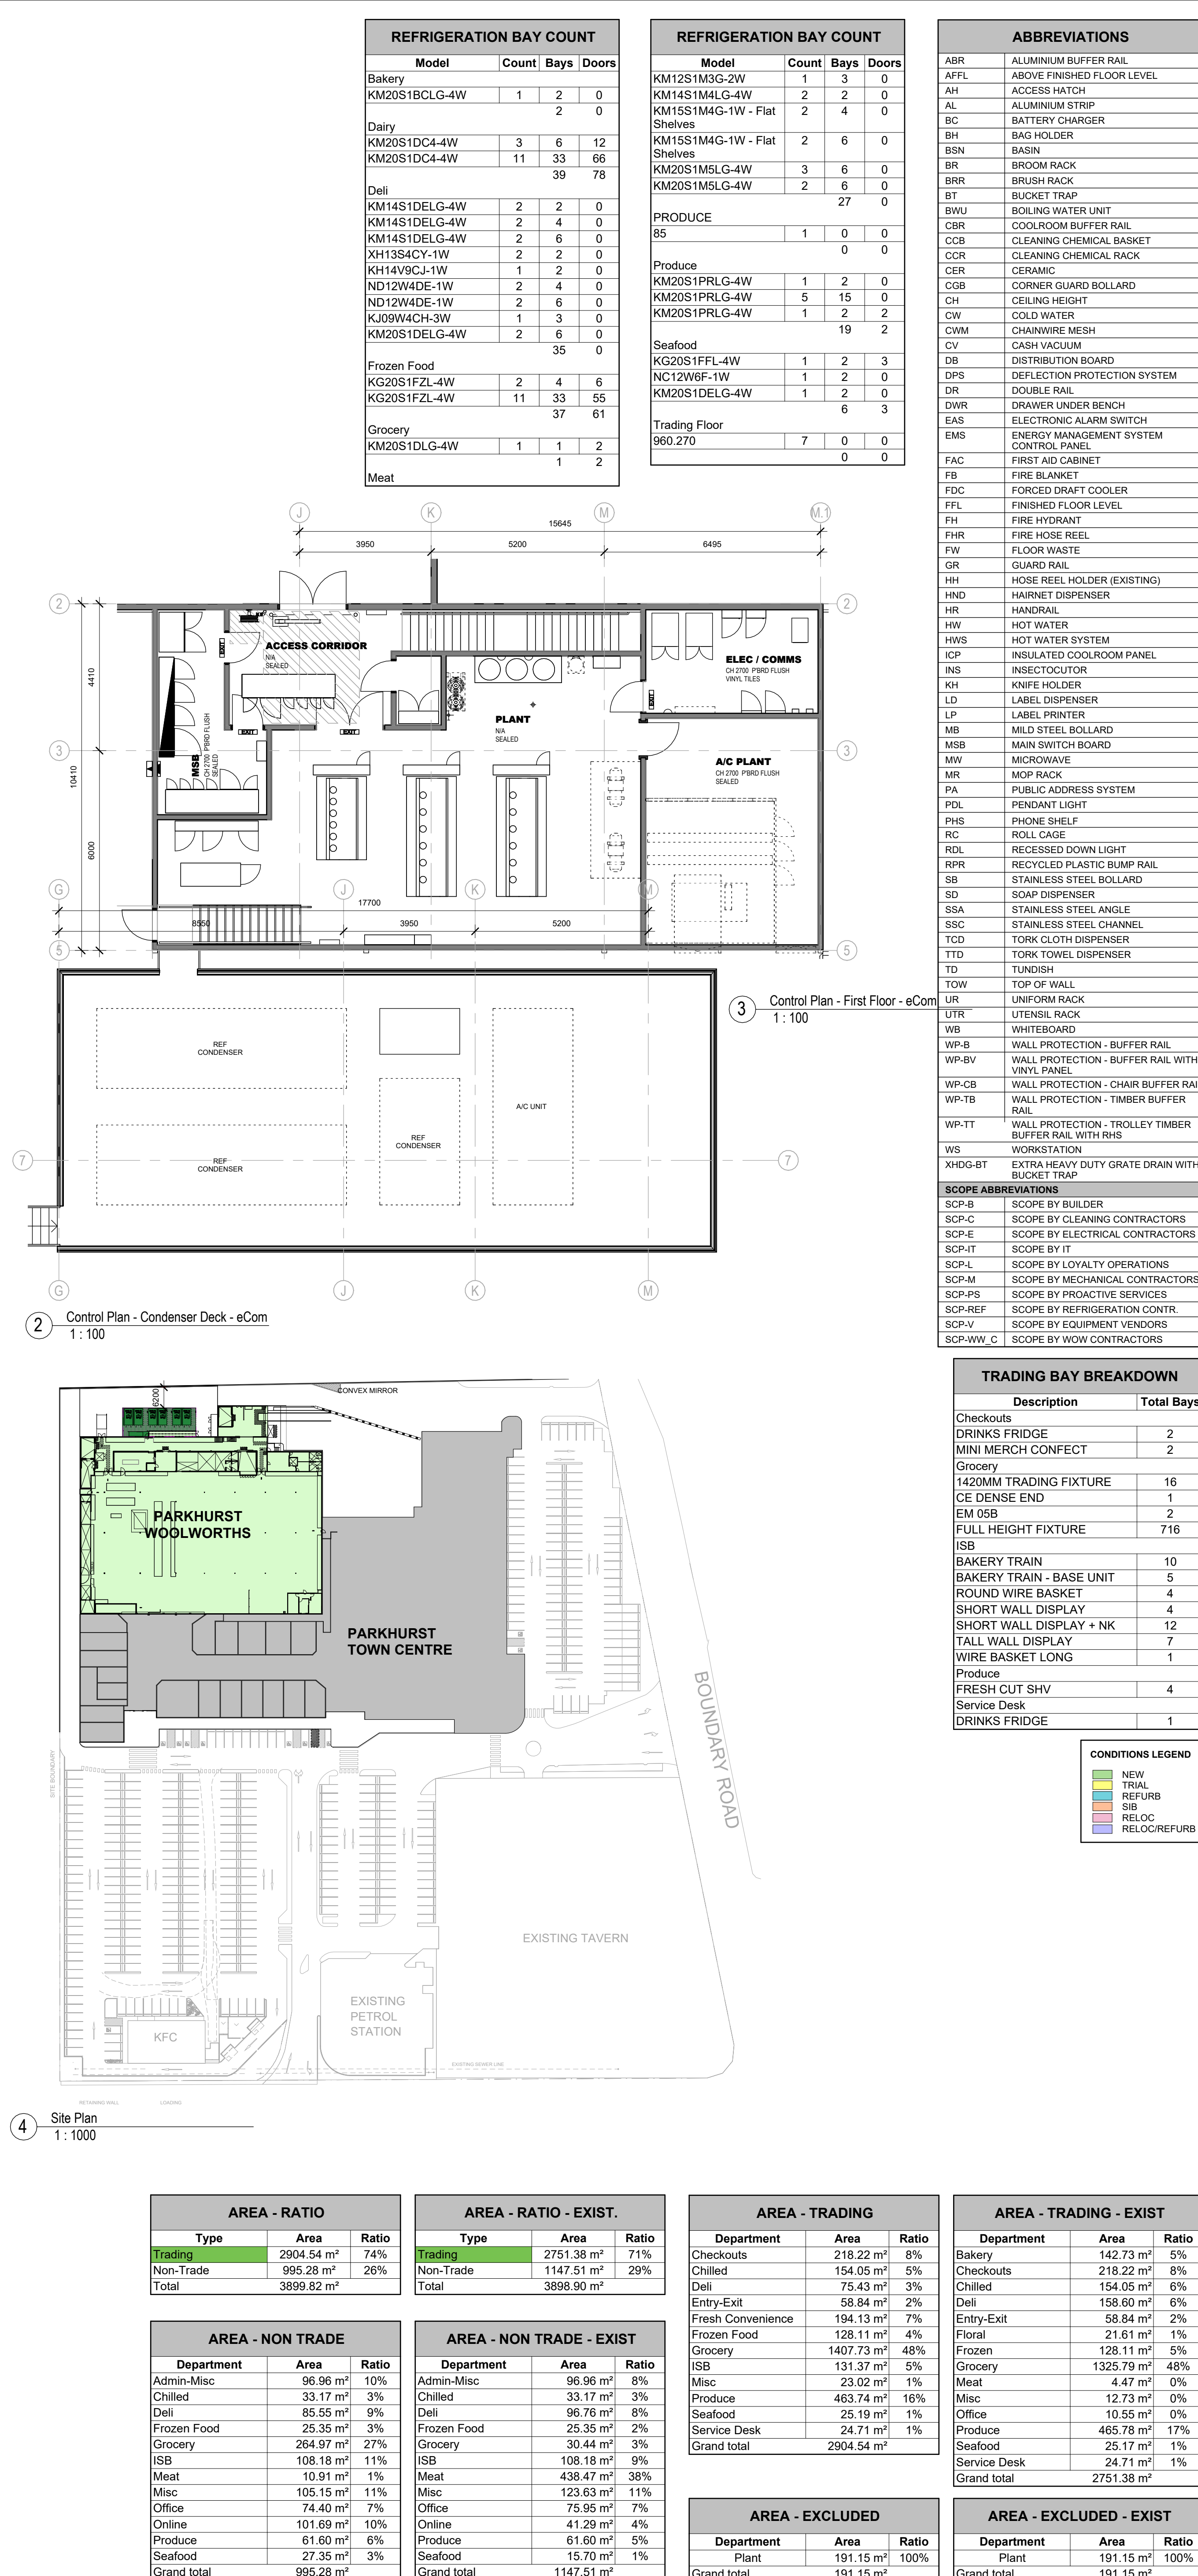 REFRIGERATION BAY COUNT
Model Count Bays Doors
Bakery
KM20S1BCLG-4W 1 2 0
2 0
Dairy
KM20S1DC4-4W 3 6 12
KM20S1DC4-4W 11 33 66
39 78
Deli
KM14S1DELG-4W 2 2 0
KM14S1DELG-4W 2 4 0
KM14S1DELG-4W 2 6 0
XH13S4CY-1W 2 2 0
KH14V9CJ-1W 1 2 0
ND12W4DE-1W 2 4 0
ND12W4DE-1W 2 6 0
KJ09W4CH-3W 1 3 0
KM20S1DELG-4W 2 6 0
35 0
Frozen Food
KG20S1FZL-4W 2 4 6
KG20S1FZL-4W 11 33 55
37 61
Grocery
KM20S1DLG-4W 1 1 2
1 2
Meat
REFRIGERATION BAY COUNT
Model Count Bays Doors
KM12S1M3G-2W 1 3 0
KM14S1M4LG-4W 2 2 0
KM15S1M4G-1W - Flat 2 4 0
Shelves
KM15S1M4G-1W - Flat 2 6 0
Shelves
KM20S1M5LG-4W 3 6 0
KM20S1M5LG-4W 2 6 0
27 0
PRODUCE
85 1 0 0
0 0
Produce
KM20S1PRLG-4W 1 2 0
KM20S1PRLG-4W 5 15 0
KM20S1PRLG-4W 1 2 2
19 2
Seafood
KG20S1FFL-4W 1 2 3
NC12W6F-1W 1 2 0
KM20S1DELG-4W 1 2 0
6 3
Trading Floor
960.270 7 0 0
0 0
ABBREVIATIONS
ABR ALUMINIUM BUFFER RAIL
AFFL ABOVE FINISHED FLOOR LEVEL
AH ACCESS HATCH
AL ALUMINIUM STRIP
BC BATTERY CHARGER
BH BAG HOLDER
BSN BASIN
BR BROOM RACK
BRR BRUSH RACK
BT BUCKET TRAP
BWU BOILING WATER UNIT
CBR COOLROOM BUFFER RAIL
CCB CLEANING CHEMICAL BASKET
CCR CLEANING CHEMICAL RACK
CER CERAMIC
CGB CORNER GUARD BOLLARD
CH CEILING HEIGHT
CW COLD WATER
CWM CHAINWIRE MESH
CV CASH VACUUM
DB DISTRIBUTION BOARD
DPS DEFLECTION PROTECTION SYSTEM
DR DOUBLE RAIL
DWR DRAWER UNDER BENCH
EAS ELECTRONIC ALARM SWITCH
EMS ENERGY MANAGEMENT SYSTEM
CONTROL PANEL
FAC FIRST AID CABINET
FB FIRE BLANKET
FDC FORCED DRAFT COOLER
FFL FINISHED FLOOR LEVEL
FH FIRE HYDRANT
FHR FIRE HOSE REEL
FW FLOOR WASTE
GR GUARD RAIL
HH HOSE REEL HOLDER (EXISTING)
HND HAIRNET DISPENSER
HR HANDRAIL
HW HOT WATER
HWS HOT WATER SYSTEM
ICP INSULATED COOLROOM PANEL
INS INSECTOCUTOR
KH KNIFE HOLDER
LD LABEL DISPENSER
LP LABEL PRINTER
MB MILD STEEL BOLLARD
MSB MAIN SWITCH BOARD
MW MICROWAVE
MR MOP RACK
PA PUBLIC ADDRESS SYSTEM
PDL PENDANT LIGHT
PHS PHONE SHELF
RC ROLL CAGE
RDL RECESSED DOWN LIGHT
RPR RECYCLED PLASTIC BUMP RAIL
SB STAINLESS STEEL BOLLARD
SD SOAP DISPENSER
SSA STAINLESS STEEL ANGLE
SSC STAINLESS STEEL CHANNEL
TCD TORK CLOTH DISPENSER
TTD TORK TOWEL DISPENSER
TD TUNDISH
TOW TOP OF WALL
UR UNIFORM RACK
UTR UTENSIL RACK
WB WHITEBOARD
WP-B WALL PROTECTION - BUFFER RAIL
WP-BV WALL PROTECTION - BUFFER RAIL WITH
VINYL PANEL
WP-CB WALL PROTECTION - CHAIR BUFFER RAI
WP-TB WALL PROTECTION - TIMBER BUFFER
RAIL
WP-TT WALL PROTECTION - TROLLEY TIMBER
BUFFER RAIL WITH RHS
WS WORKSTATION
XHDG-BT EXTRA HEAVY DUTY GRATE DRAIN WITH
BUCKET TRAP
SCOPE ABBREVIATIONS
SCP-B SCOPE BY BUILDER
SCP-C SCOPE BY CLEANING CONTRACTORS
SCP-E SCOPE BY ELECTRICAL CONTRACTORS
SCP-IT SCOPE BY IT
SCP-L SCOPE BY LOYALTY OPERATIONS
SCP-M SCOPE BY MECHANICAL CONTRACTORS
SCP-PS SCOPE BY PROACTIVE SERVICES
SCP-REF SCOPE BY REFRIGERATION CONTR.
SCP-V SCOPE BY EQUIPMENT VENDORS
SCP-WW_C SCOPE BY WOW CONTRACTORS
J K M M.1
15645
3950 5200 6495
2 2
ACCESS CORRIDOR
N/A
SEALED
EXIT
ELEC / COMMS
CH 2700 P'BRD FLUSH
VINYL TILES
EXIT
4410
PLANT
N/A
SEALED
EXIT EXIT
MSB
CH 2700 P'BRD FLUSH
SEALED
3 3
A/C PLANT
CH 2700 P'BRD FLUSH
SEALED
10410
6000
G J K M
17700
8550 3950 5200
5 5
3 Control Plan - First Floor - eCom
1 : 100
REF
CONDENSER
A/C UNIT
REF
CONDENSER
REF
CONDENSER
7 7
G J K M
2 Control Plan - Condenser Deck - eCom
1 : 100
6200
CONVEX MIRROR
PARKHURST
WOOLWORTHS
PARKHURST
TOWN CENTRE
BOUNDARY ROAD
SITE BOUNDARY
EXISTING TAVERN
EXISTING
PETROL
STATION
KFC
EXISTING SEWER LINE
RETAINING WALL LOADING
4 Site Plan
1 : 1000
TRADING BAY BREAKDOWN
Description Total Bays
Checkouts
DRINKS FRIDGE 2
MINI MERCH CONFECT 2
Grocery
1420MM TRADING FIXTURE 16
CE DENSE END 1
EM 05B 2
FULL HEIGHT FIXTURE 716
ISB
BAKERY TRAIN 10
BAKERY TRAIN - BASE UNIT 5
ROUND WIRE BASKET 4
SHORT WALL DISPLAY 4
SHORT WALL DISPLAY + NK 12
TALL WALL DISPLAY 7
WIRE BASKET LONG 1
Produce
FRESH CUT SHV 4
Service Desk
DRINKS FRIDGE 1
CONDITIONS LEGEND
NEW
TRIAL
REFURB
SIB
RELOC
RELOC/REFURB
AREA - RATIO
Type Area Ratio
Trading 2904.54 m² 74%
Non-Trade 995.28 m² 26%
Total 3899.82 m²
AREA - RATIO - EXIST.
Type Area Ratio
Trading 2751.38 m² 71%
Non-Trade 1147.51 m² 29%
Total 3898.90 m²
AREA - TRADING
Department Area Ratio
Checkouts 218.22 m² 8%
Chilled 154.05 m² 5%
Deli 75.43 m² 3%
Entry-Exit 58.84 m² 2%
Fresh Convenience 194.13 m² 7%
Frozen Food 128.11 m² 4%
Grocery 1407.73 m² 48%
ISB 131.37 m² 5%
Misc 23.02 m² 1%
Produce 463.74 m² 16%
Seafood 25.19 m² 1%
Service Desk 24.71 m² 1%
Grand total 2904.54 m²
AREA - TRADING - EXIST
Department Area Ratio
Bakery 142.73 m² 5%
Checkouts 218.22 m² 8%
Chilled 154.05 m² 6%
Deli 158.60 m² 6%
Entry-Exit 58.84 m² 2%
Floral 21.61 m² 1%
Frozen 128.11 m² 5%
Grocery 1325.79 m² 48%
Meat 4.47 m² 0%
Misc 12.73 m² 0%
Office 10.55 m² 0%
Produce 465.78 m² 17%
Seafood 25.17 m² 1%
Service Desk 24.71 m² 1%
Grand total 2751.38 m²
AREA - NON TRADE
Department Area Ratio
Admin-Misc 96.96 m² 10%
Chilled 33.17 m² 3%
Deli 85.55 m² 9%
Frozen Food 25.35 m² 3%
Grocery 264.97 m² 27%
ISB 108.18 m² 11%
Meat 10.91 m² 1%
Misc 105.15 m² 11%
Office 74.40 m² 7%
Online 101.69 m² 10%
Produce 61.60 m² 6%
Seafood 27.35 m² 3%
Grand total 995.28 m²
AREA - NON TRADE - EXIST
Department Area Ratio
Admin-Misc 96.96 m² 8%
Chilled 33.17 m² 3%
Deli 96.76 m² 8%
Frozen Food 25.35 m² 2%
Grocery 30.44 m² 3%
ISB 108.18 m² 9%
Meat 438.47 m² 38%
Misc 123.63 m² 11%
Office 75.95 m² 7%
Online 41.29 m² 4%
Produce 61.60 m² 5%
Seafood 15.70 m² 1%
Grand total 1147.51 m²
AREA - EXCLUDED
Department Area Ratio
Plant 191.15 m² 100%
Grand total 191.15 m²
AREA - EXCLUDED - EXIST
Department Area Ratio
Plant 191.15 m² 100%
Grand total 191.15 m²